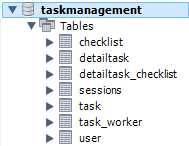 taskmanagement
Tables
checklist
detailtask
detailtask_checklist
sessions
task
task_worker
user